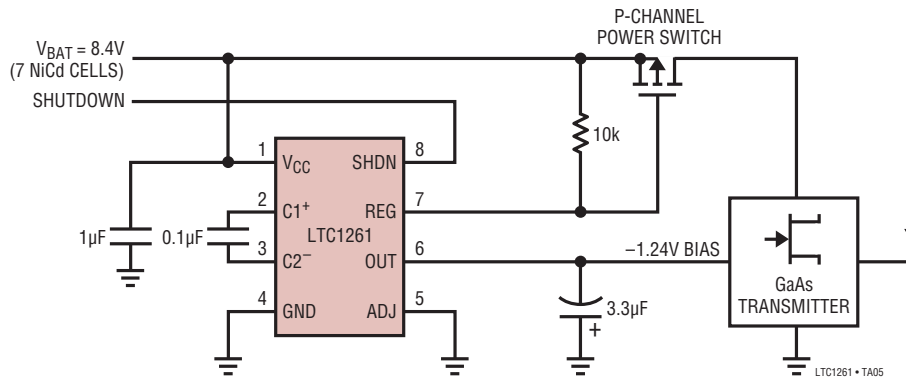 P-CHANNEL
POWER SWITCH
VBAT = 8.4V
(7 NiCd CELLS)
SHUTDOWN
10k
1
VCC
SHDN
8
2
C1+
REG
7
1µF
0.1µF
LTC1261
3
C2−
OUT
6
–1.24V BIAS
4
GND
ADJ
5
3.3µF
+
GaAs
TRANSMITTER
LTC1261 • TA05